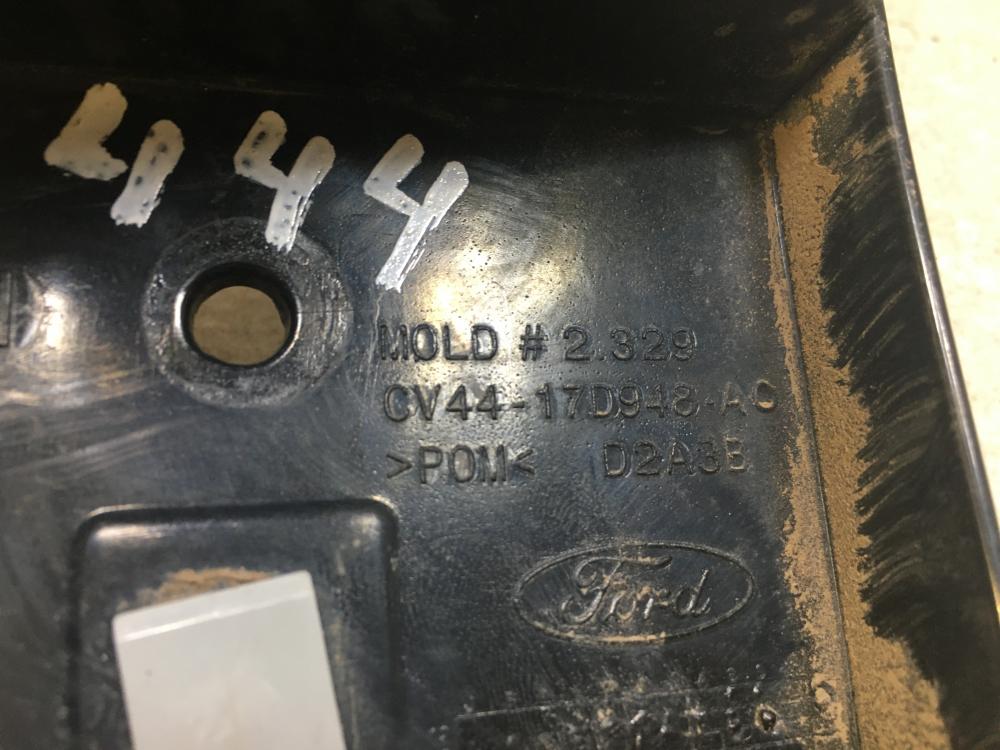 444
MOLD # 2.329
CV44-17D948-AC
>POM< D2A3B
Ford